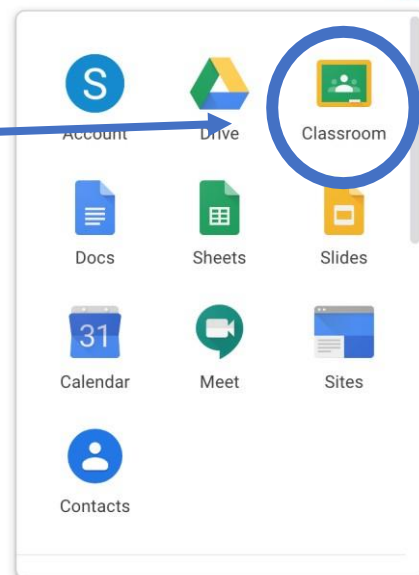 S
Account Drive Classroom
Docs Sheets Slides
31
Calendar Meet Sites
Contacts